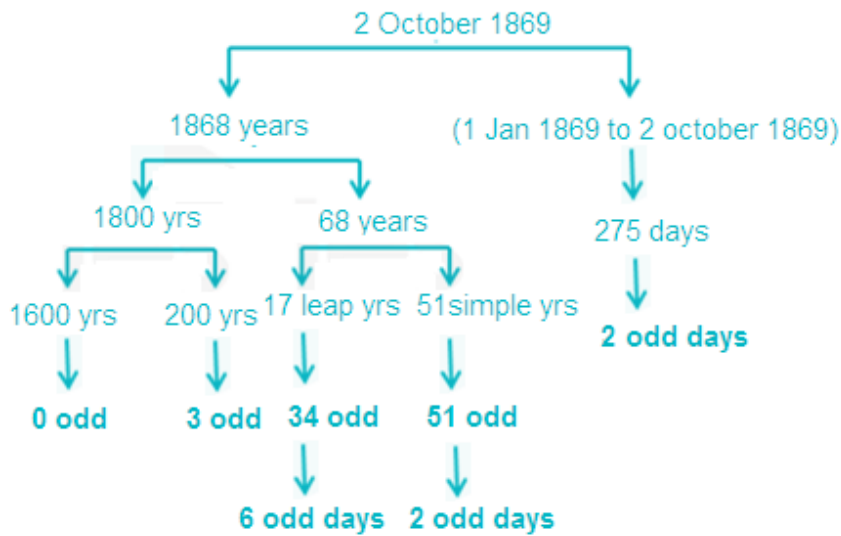 2 October 1869
1868 years
(1 Jan 1869 to 2 october 1869)
1800 yrs
68 years
275 days
1600 yrs
200 yrs
17 leap yrs
51simple yrs
2 odd days
0 odd
3 odd
34 odd
51 odd
6 odd days
2 odd days